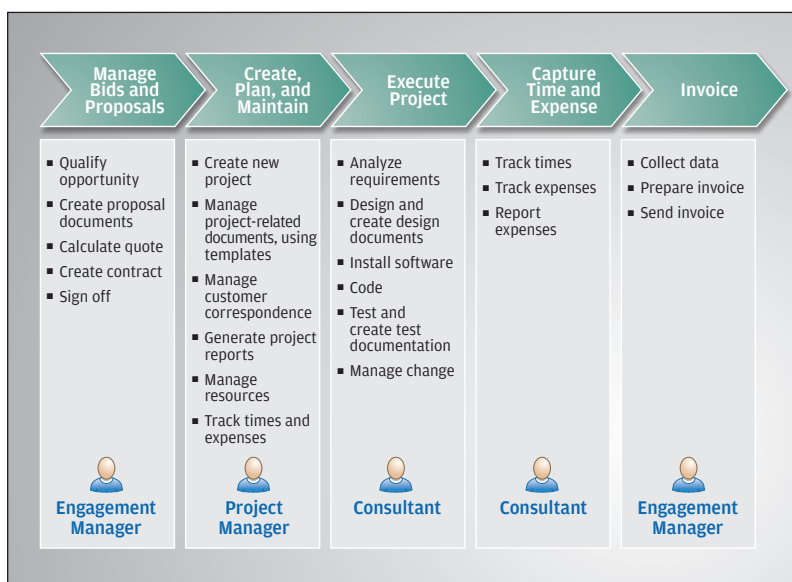 Manage
Bids and
Proposals
Create,
Plan, and
Maintain
Execute
Project
Capture
Time and
Expense
Invoice
▪ Qualify
opportunity
▪ Create proposal
documents
▪ Calculate quote
▪ Create contract
▪ Sign off
Engagement
Manager
▪ Create new
project
▪ Manage
project-related
documents, using
templates
▪ Manage
customer
correspondence
▪ Generate project
reports
▪ Manage
resources
▪ Track times and
expenses
Project
Manager
▪ Analyze
requirements
▪ Design and
create design
documents
▪ Install software
▪ Code
▪ Test and
create test
documentation
▪ Manage change
Consultant
▪ Track times
▪ Track expenses
▪ Report
expenses
Consultant
▪ Collect data
▪ Prepare invoice
▪ Send invoice
Engagement
Manager